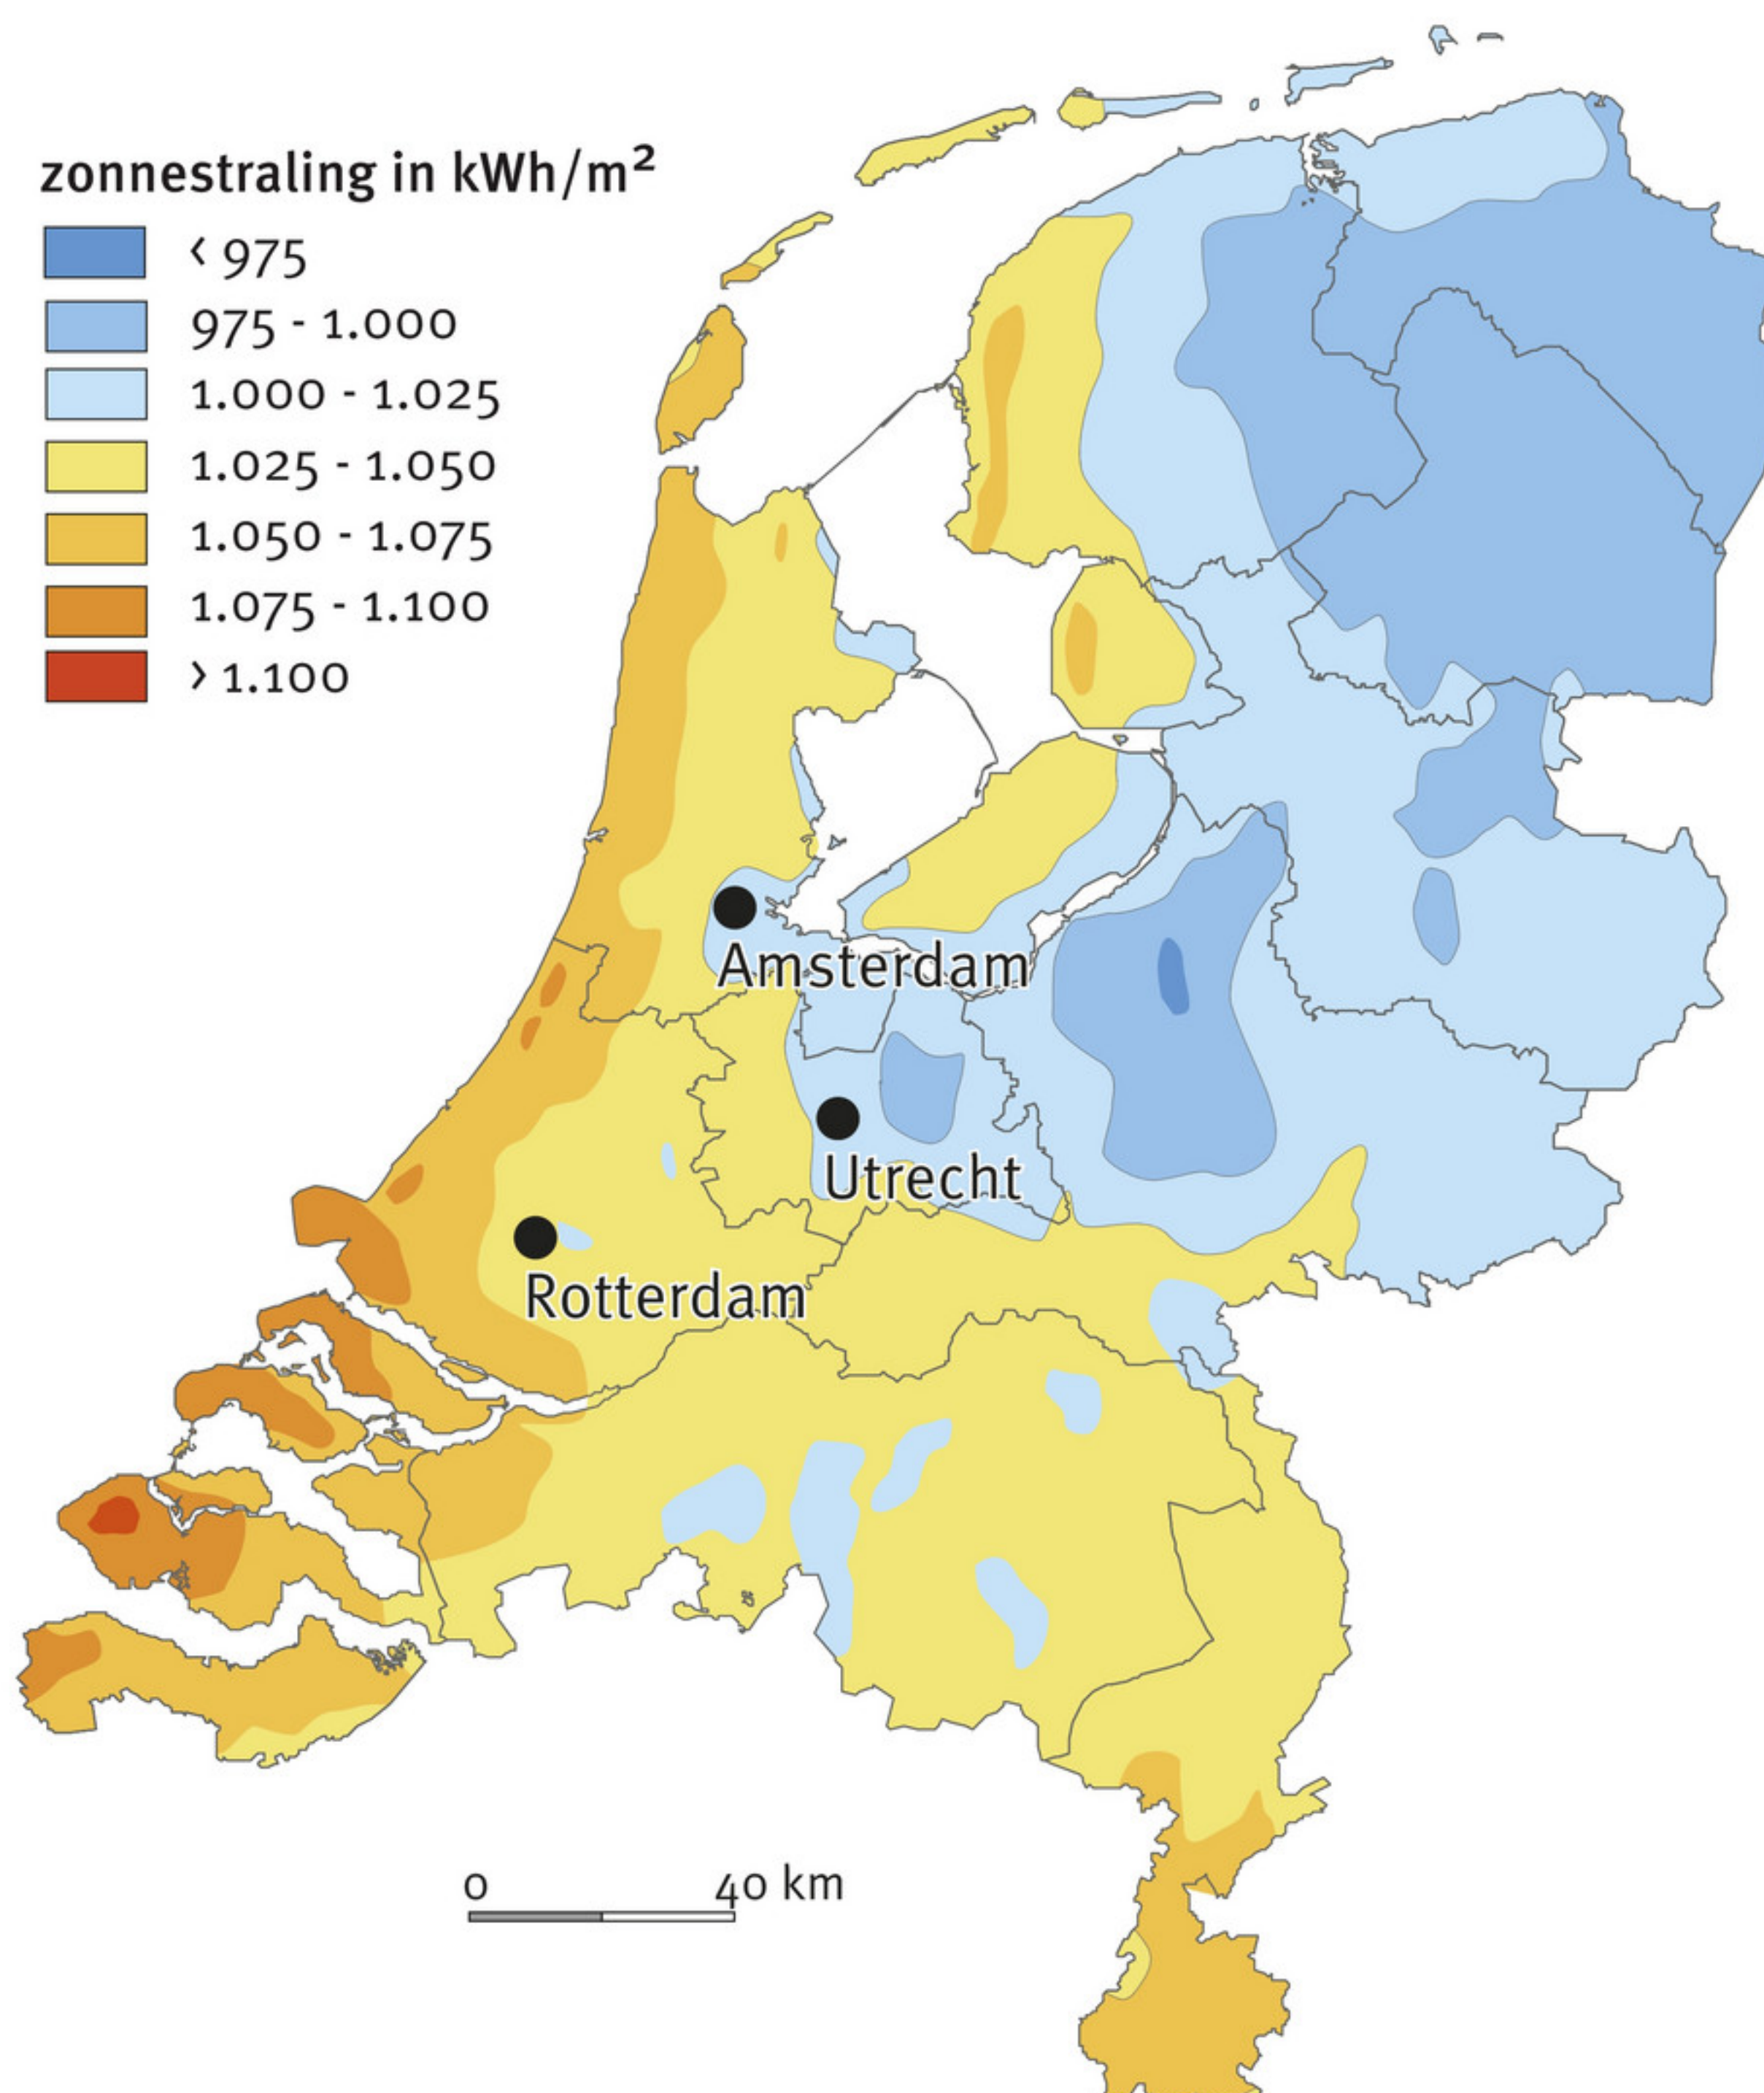 zonnestraling in kWh/m²
< 975
975 - 1.000
1.000 - 1.025
1.025 - 1.050
1.050 - 1.075
1.075 - 1.100
> 1.100
Amsterdam
Utrecht
Rotterdam
0 40 km